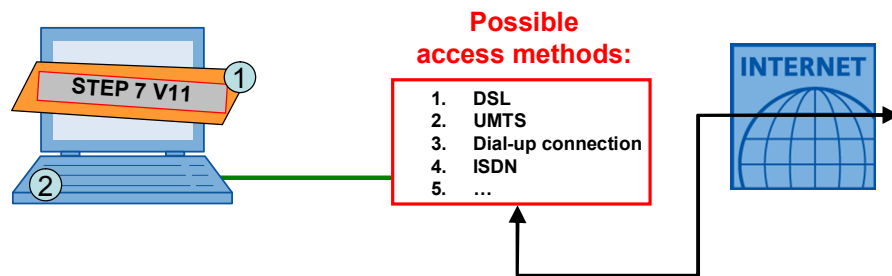 Possible
access methods:
STEP 7 V11
1
2
1. DSL
2. UMTS
3. Dial-up connection
4. ISDN
5. …
INTERNET